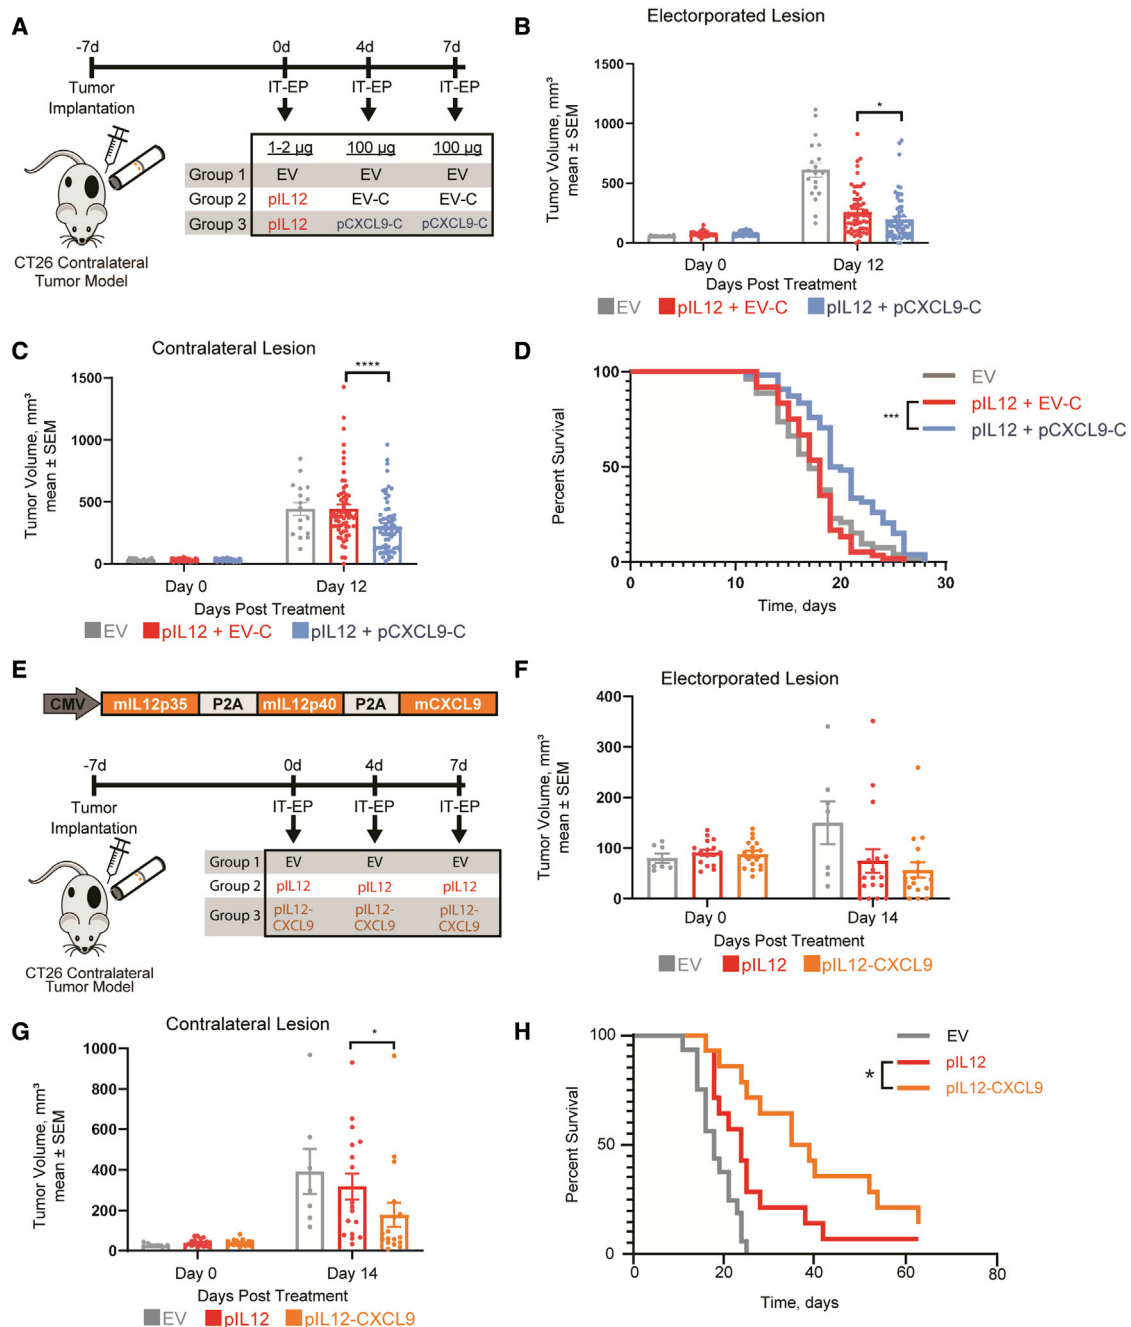 A
-7d 0d 4d 7d
Tumor
Implantation
IT-EP IT-EP IT-EP
1-2 µg 100 µg 100 µg
Group 1 EV EV EV
Group 2 pIL12 EV-C EV-C
Group 3 pIL12 pCXCL9-C pCXCL9-C
CT26 Contralateral
Tumor Model
B
Electorporated Lesion
Tumor Volume, mm³
mean ± SEM
1500
1000
500
0
*
Day 0 Day 12
Days Post Treatment
EV pIL12 + EV-C pIL12 + pCXCL9-C
C
Contralateral Lesion
Tumor Volume, mm³
mean ± SEM
1500
1000
500
0
****
Day 0 Day 12
Days Post Treatment
EV pIL12 + EV-C pIL12 + pCXCL9-C
D
Percent Survival
100
50
0
0 10 20 30
Time, days
EV
pIL12 + EV-C
***
pIL12 + pCXCL9-C
E
CMV mIL12p35 P2A mIL12p40 P2A mCXCL9
-7d 0d 4d 7d
Tumor
Implantation
IT-EP IT-EP IT-EP
Group 1 EV EV EV
Group 2 pIL12 pIL12 pIL12
Group 3 pIL12-CXCL9 pIL12-CXCL9 pIL12-CXCL9
CT26 Contralateral
Tumor Model
F
Electorporated Lesion
Tumor Volume, mm³
mean ± SEM
400
300
200
100
0
Day 0 Day 14
Days Post Treatment
EV pIL12 pIL12-CXCL9
G
Contralateral Lesion
Tumor Volume, mm³
mean ± SEM
1000
800
600
400
200
0
*
Day 0 Day 14
Days Post Treatment
EV pIL12 pIL12-CXCL9
H
Percent Survival
100
50
0
0 20 40 60 80
Time, days
EV
pIL12
*
pIL12-CXCL9